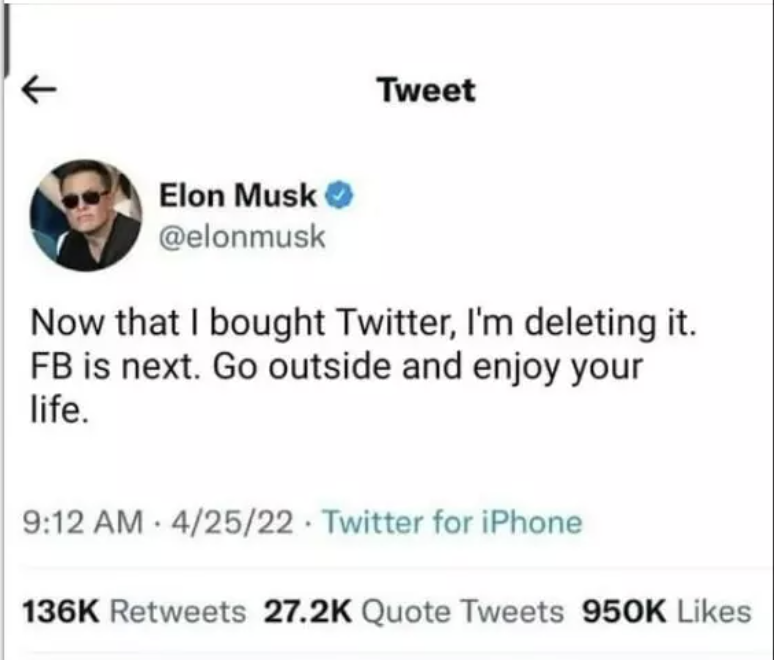 Tweet
Elon Musk
@elonmusk
Now that I bought Twitter, I'm deleting it.
FB is next. Go outside and enjoy your
life.
9:12 AM · 4/25/22 · Twitter for iPhone
136K Retweets 27.2K Quote Tweets 950K Likes